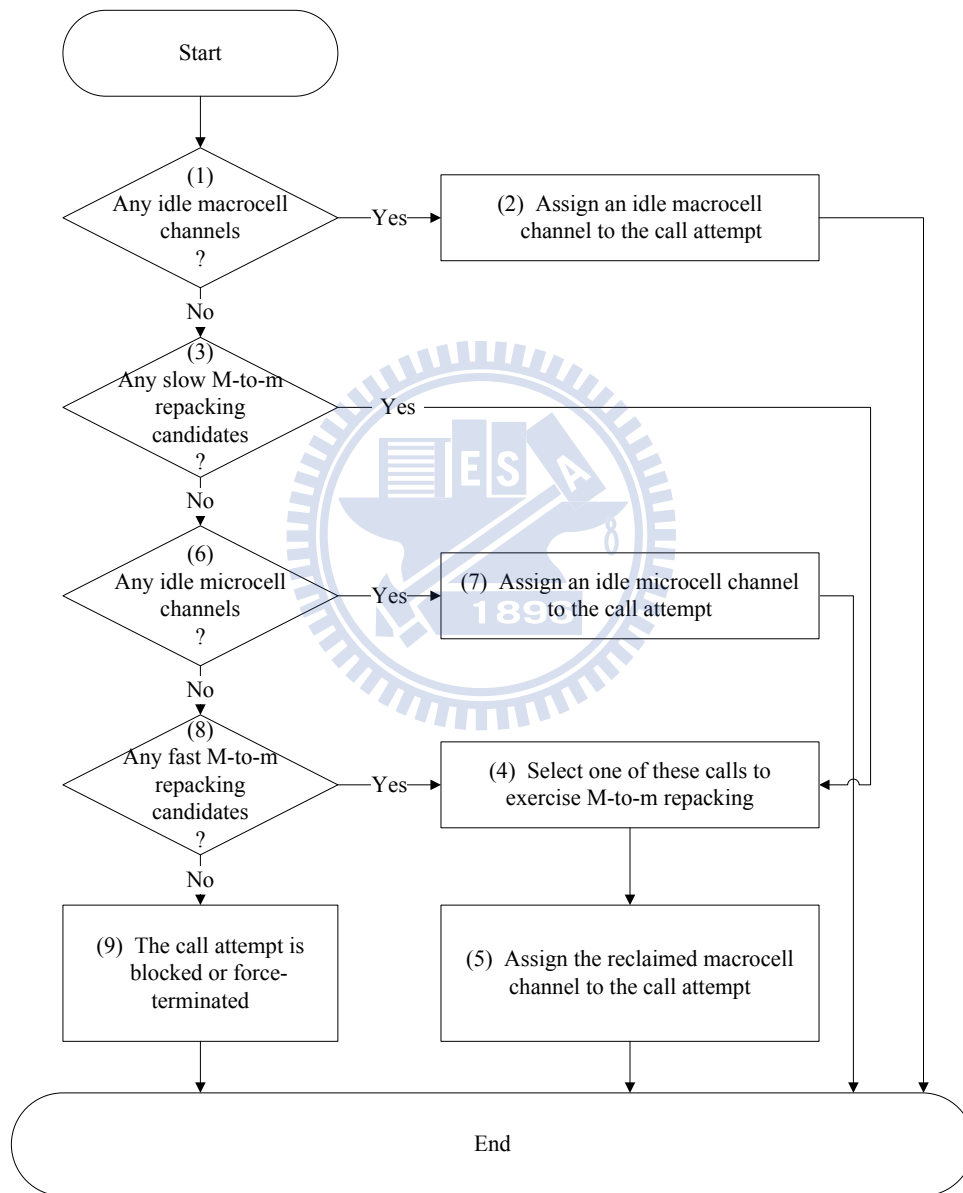 Start
(1)
Any idle macrocell
channels
?
Yes
(2) Assign an idle macrocell
channel to the call attempt
No
(3)
Any slow M-to-m
repacking
candidates
?
Yes
No
(6)
Any idle microcell
channels
?
Yes
(7) Assign an idle microcell channel
to the call attempt
No
(8)
Any fast M-to-m
repacking
candidates
?
Yes
(4) Select one of these calls to
exercise M-to-m repacking
No
(9) The call attempt is
blocked or force-
terminated
(5) Assign the reclaimed macrocell
channel to the call attempt
End
E S A
1896